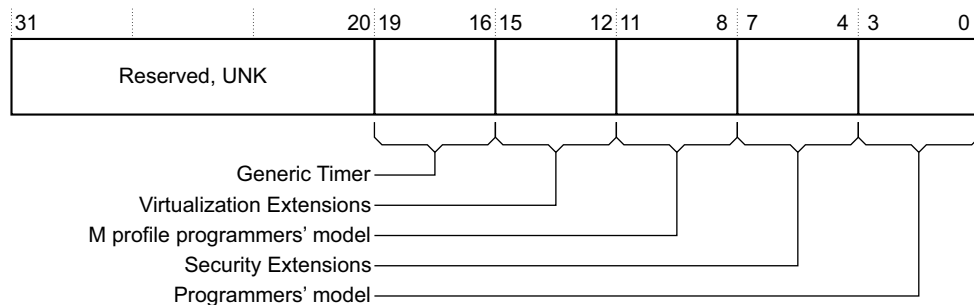 31 20 19 16 15 12 11 8 7 4 3 0
Reserved, UNK
Generic Timer
Virtualization Extensions
M profile programmers’ model
Security Extensions
Programmers’ model